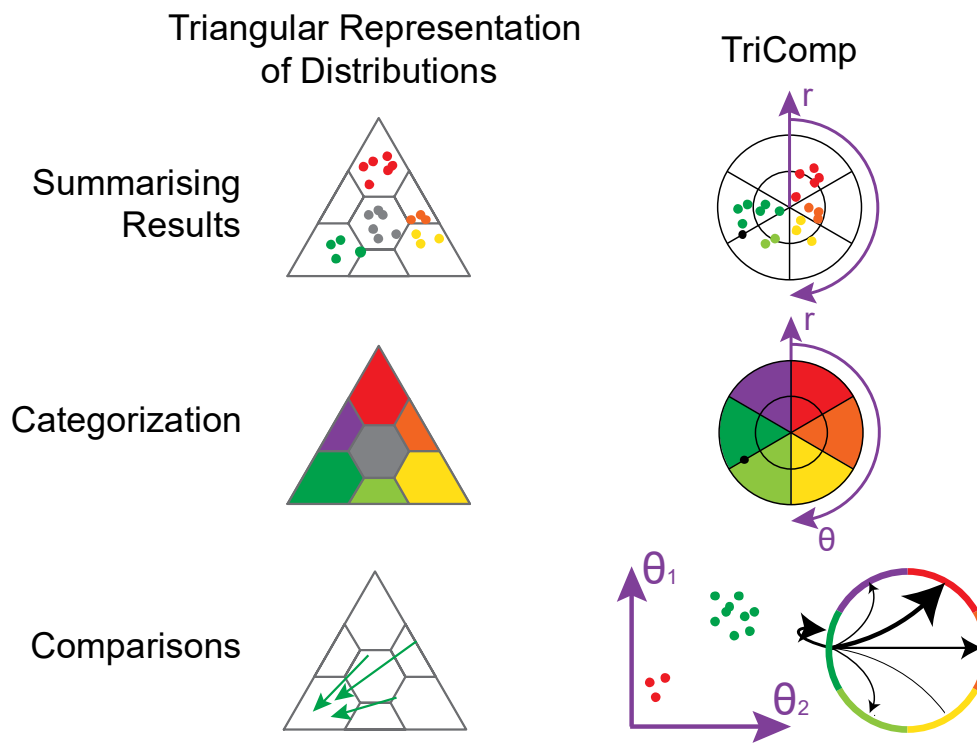 Triangular Representation
of Distributions
TriComp
r
Summarising
Results
r
Categorization
θ
θ1
Comparisons
θ2